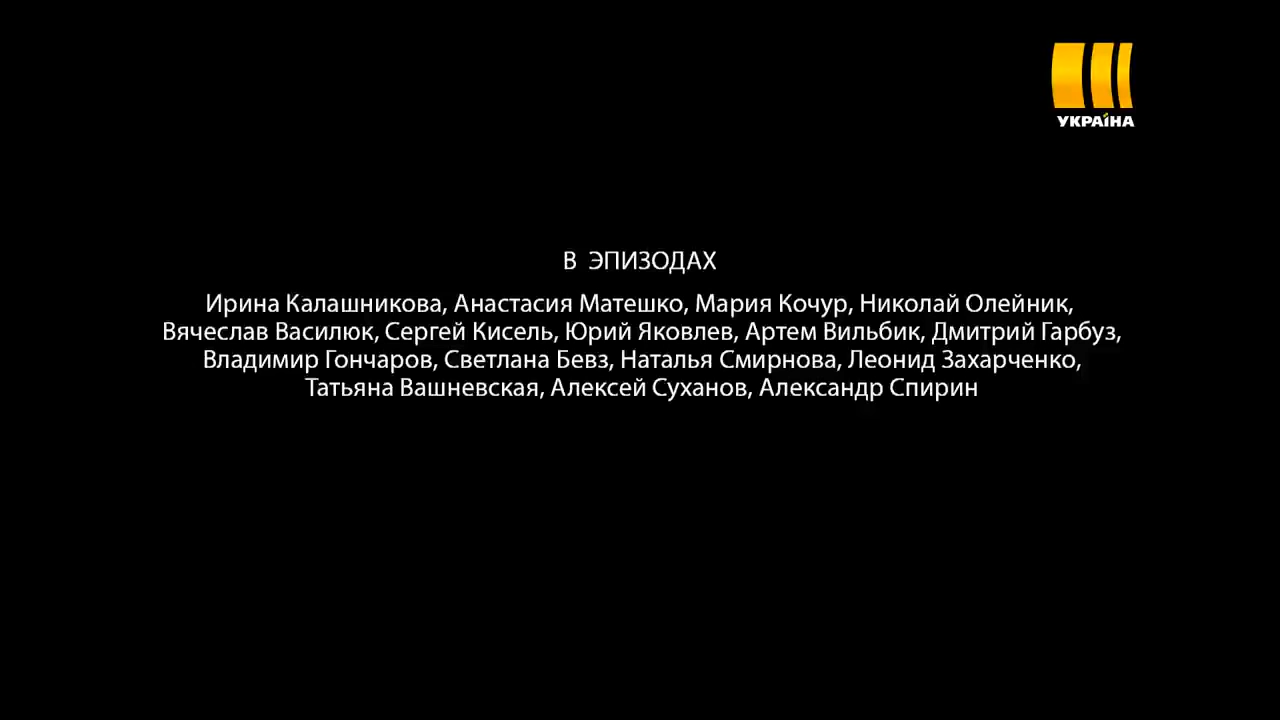 УКРАЇНА
В ЭПИЗОДАХ
Ирина Калашникова, Анастасия Матешко, Мария Кочур, Николай Олейник,
Вячеслав Василюк, Сергей Кисель, Юрий Яковлев, Артем Вильбик, Дмитрий Гарбуз,
Владимир Гончаров, Светлана Бевз, Наталья Смирнова, Леонид Захарченко,
Татьяна Вашневская, Алексей Суханов, Александр Спирин